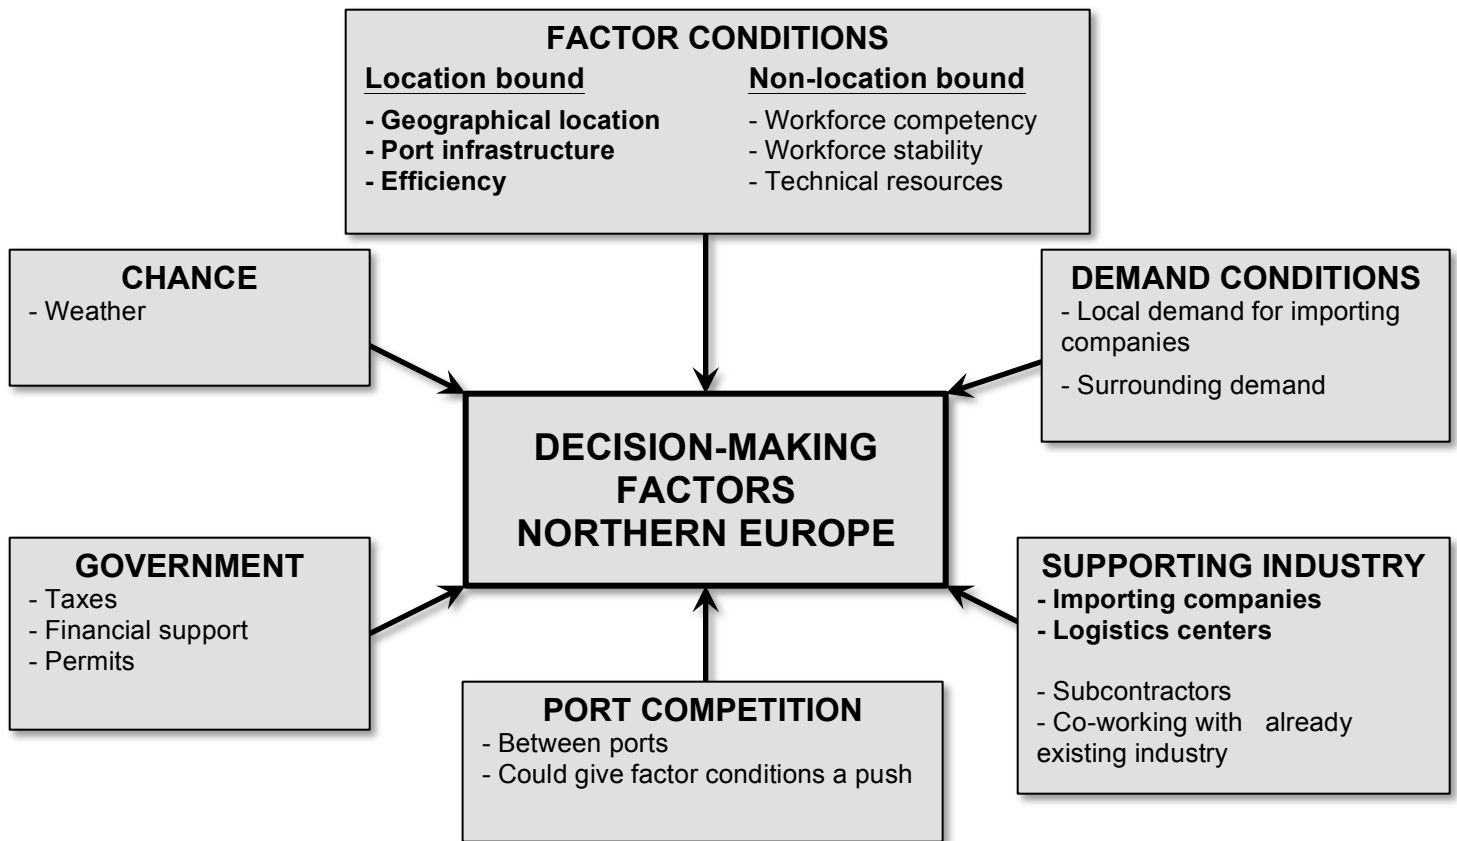 FACTOR CONDITIONS
Location bound
- Geographical location
- Port infrastructure
- Efficiency
Non-location bound
- Workforce competency
- Workforce stability
- Technical resources
CHANCE
- Weather
DEMAND CONDITIONS
- Local demand for importing
companies
- Surrounding demand
DECISION-MAKING
FACTORS
NORTHERN EUROPE
GOVERNMENT
- Taxes
- Financial support
- Permits
SUPPORTING INDUSTRY
- Importing companies
- Logistics centers
- Subcontractors
- Co-working with already
existing industry
PORT COMPETITION
- Between ports
- Could give factor conditions a push